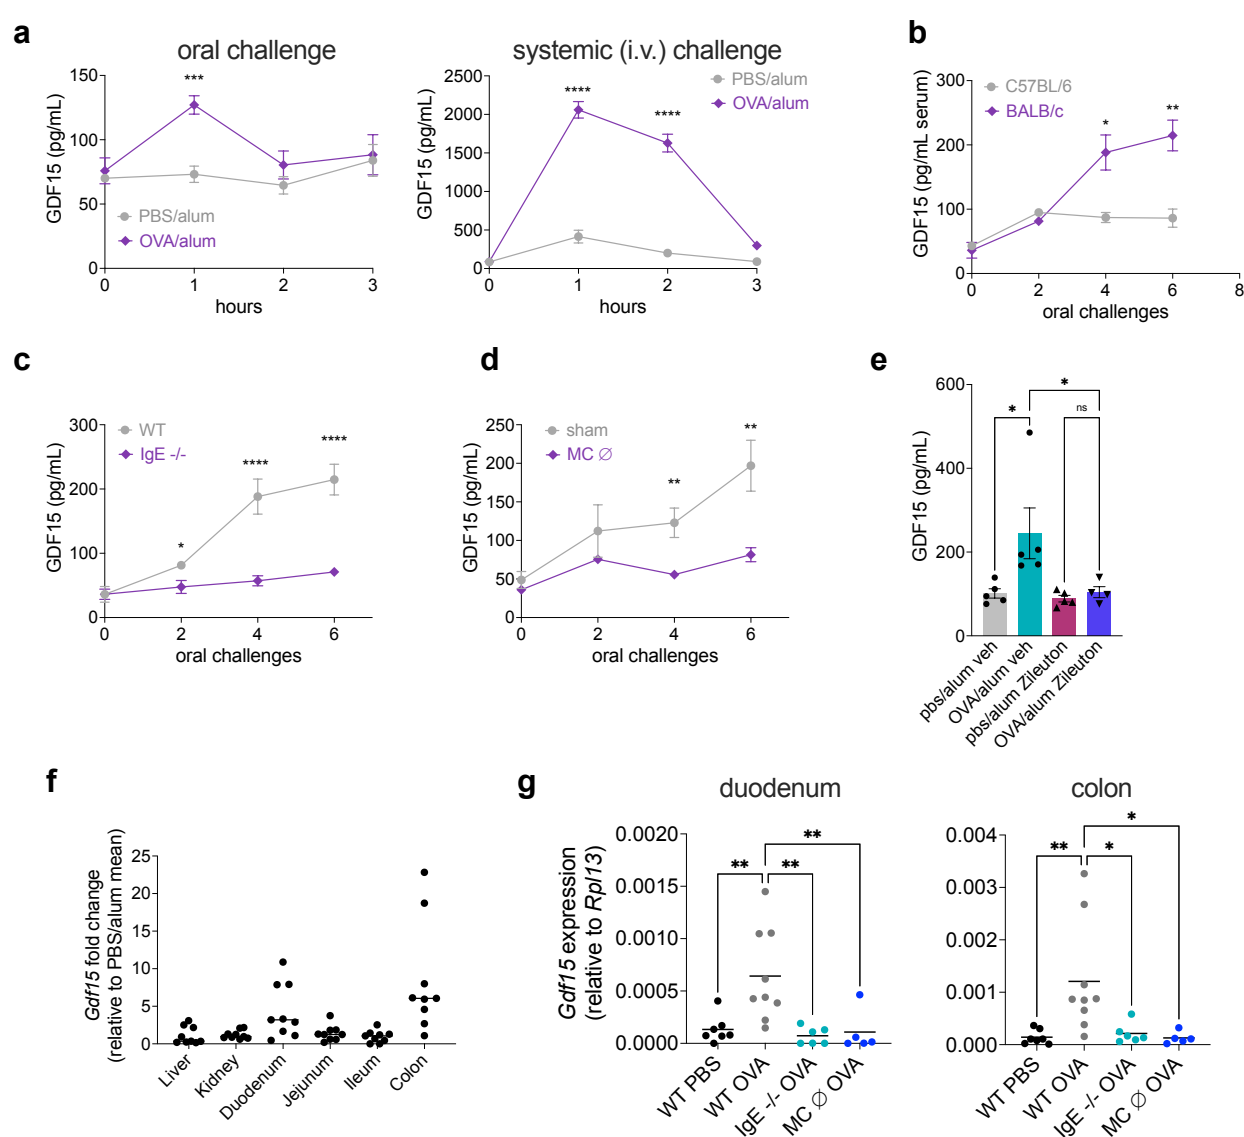 a
oral challenge
GDF15 (pg/mL)
150
100
50
0
***
PBS/alum
OVA/alum
0 1 2 3
hours
systemic (i.v.) challenge
GDF15 (pg/mL)
2500
2000
1500
1000
500
0
****
****
PBS/alum
OVA/alum
0 1 2 3
hours
b
GDF15 (pg/mL serum)
300
200
100
0
C57BL/6
BALB/c
*
**
0 2 4 6 8
oral challenges
c
GDF15 (pg/mL)
300
200
100
0
WT
IgE -/-
*
****
****
0 2 4 6
oral challenges
d
GDF15 (pg/mL)
250
200
150
100
50
0
sham
MC ∅
**
**
0 2 4 6
oral challenges
e
GDF15 (pg/mL)
600
400
200
0
*
*
ns
pbs/alum veh
OVA/alum veh
pbs/alum Zileuton
OVA/alum Zileuton
f
Gdf15 fold change
(relative to PBS/alum mean)
25
20
15
10
5
0
Liver
Kidney
Duodenum
Jejunum
Ileum
Colon
g
duodenum
Gdf15 expression
(relative to Rpl13)
0.0020
0.0015
0.0010
0.0005
0.0000
**
**
**
WT PBS
WT OVA
IgE -/- OVA
MC ∅ OVA
colon
0.004
0.003
0.002
0.001
0.000
*
**
*
WT PBS
WT OVA
IgE -/- OVA
MC ∅ OVA